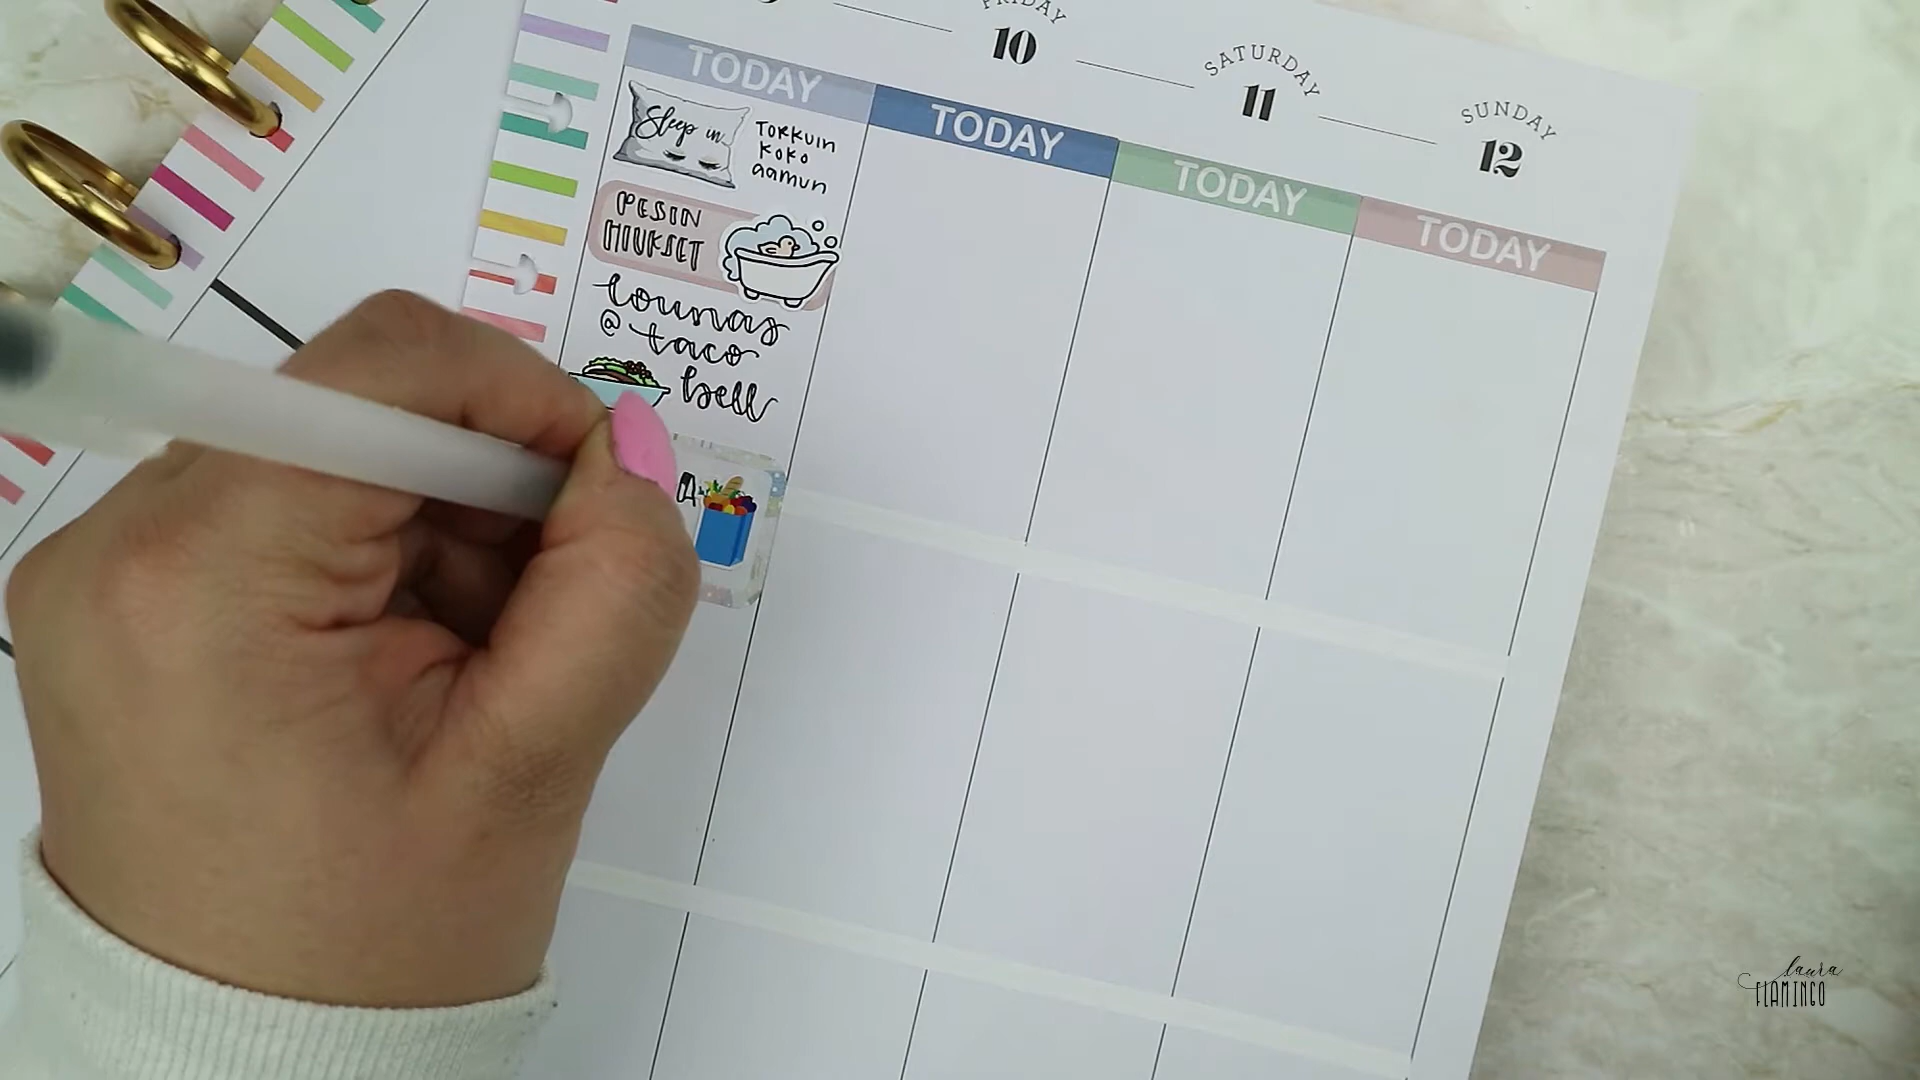 FRIDAY
10
SATURDAY
11
SUNDAY
12
TODAY
TODAY
TODAY
TODAY
Sleep in
TORKUIN
KOKO
aamun
PESIN
HIUKSET
lounas
@ taco
bell
laura
FLAMINGO